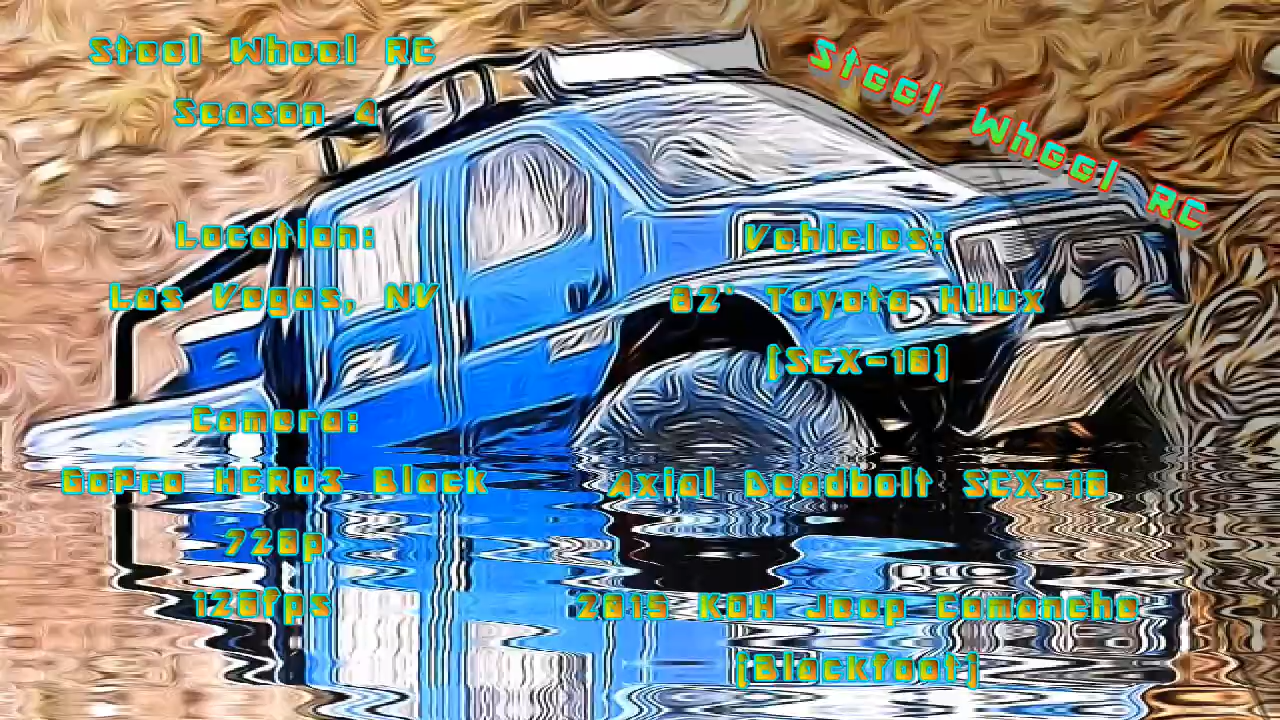 Steel Wheel RC
Season 4
Steel Wheel RC
Location:
Las Vegas, NV
Camera:
GoPro HERO3 Black
720p
120fps
Vehicles:
82' Toyota Hilux
(SCX-10)
Axial Deadbolt SCX-10
2015 KOH Jeep Comanche
(Blackfoot)